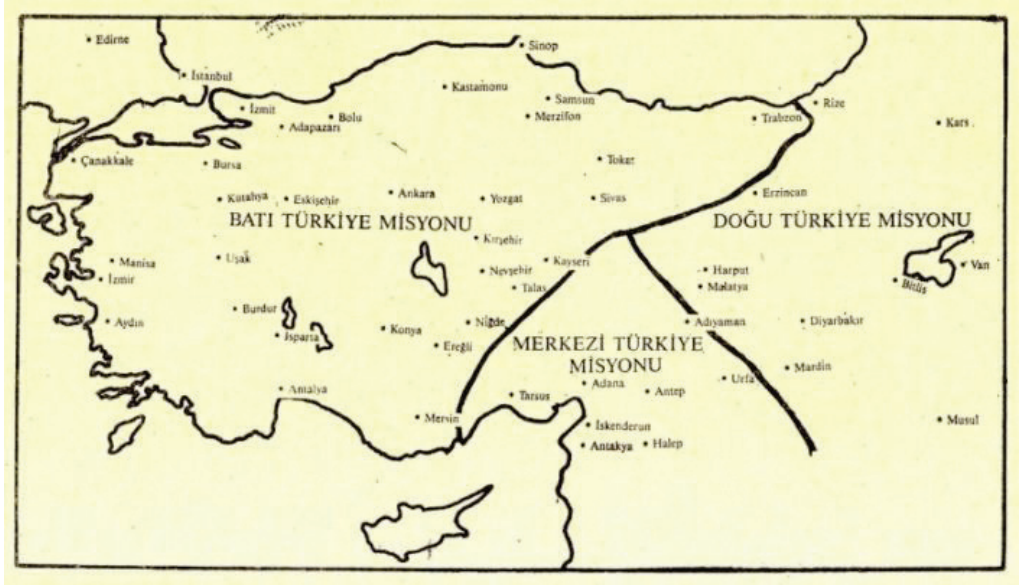 Edirne
Sinop
İstanbul
Kastamonu
Samsun
Rize
İzmit
Merzifon
Trabzon
Bolu
Kars
Adapazarı
Çanakkale
Bursa
Tokat
Kütahya
Eskişehir
Ankara
Yozgat
Sivas
Erzincan
BATI TÜRKİYE MİSYONU
DOĞU TÜRKİYE MİSYONU
Kırşehir
Manisa
Uşak
Nevşehir
Kayseri
Harput
Van
İzmir
Talas
Malatya
Bitlis
Burdur
Aydın
Isparta
Konya
Niğde
Adıyaman
Diyarbakır
Ereğli
MERKEZİ TÜRKİYE
MİSYONU
Mardin
Urfa
Antalya
Tarsus
Adana
Antep
Mersin
İskenderun
Musul
Antakya
Halep